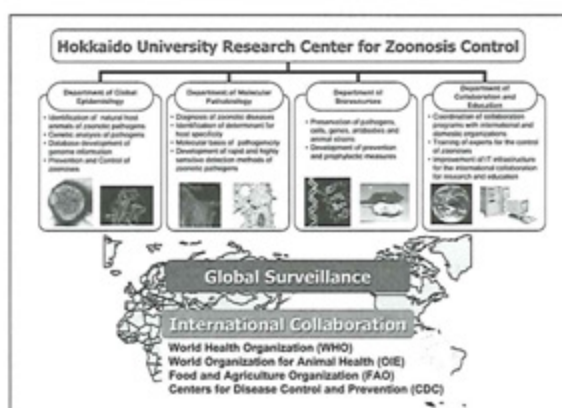 Hokkaido University Research Center for Zoonosis Control
Department of Global
Epidemiology
• Identification of natural host
animals of zoonotic pathogens
• Genetic analysis of pathogens
• Database development of
genome information
• Prevention and Control of
zoonoses
Department of Molecular
Pathobiology
• Diagnosis of zoonotic diseases
• Identification of determinant for
host specificity
• Molecular basis of pathogenicity
• Development of rapid and highly
sensitive detection methods of
zoonotic pathogens
Department of
Bioresources
• Preservation of pathogens,
cells, genes, antibodies and
animal strains
• Development of prevention
and prophylactic measures
Department of
Collaboration and
Education
• Coordination of collaboration
programs with international and
domestic organizations
• Training of experts for the control
of zoonoses
• Improvement of IT infrastructure
for the international collaboration
for research and education
Global Surveillance
International Collaboration
World Health Organization (WHO)
World Organization for Animal Health (OIE)
Food and Agriculture Organization (FAO)
Centers for Disease Control and Prevention (CDC)